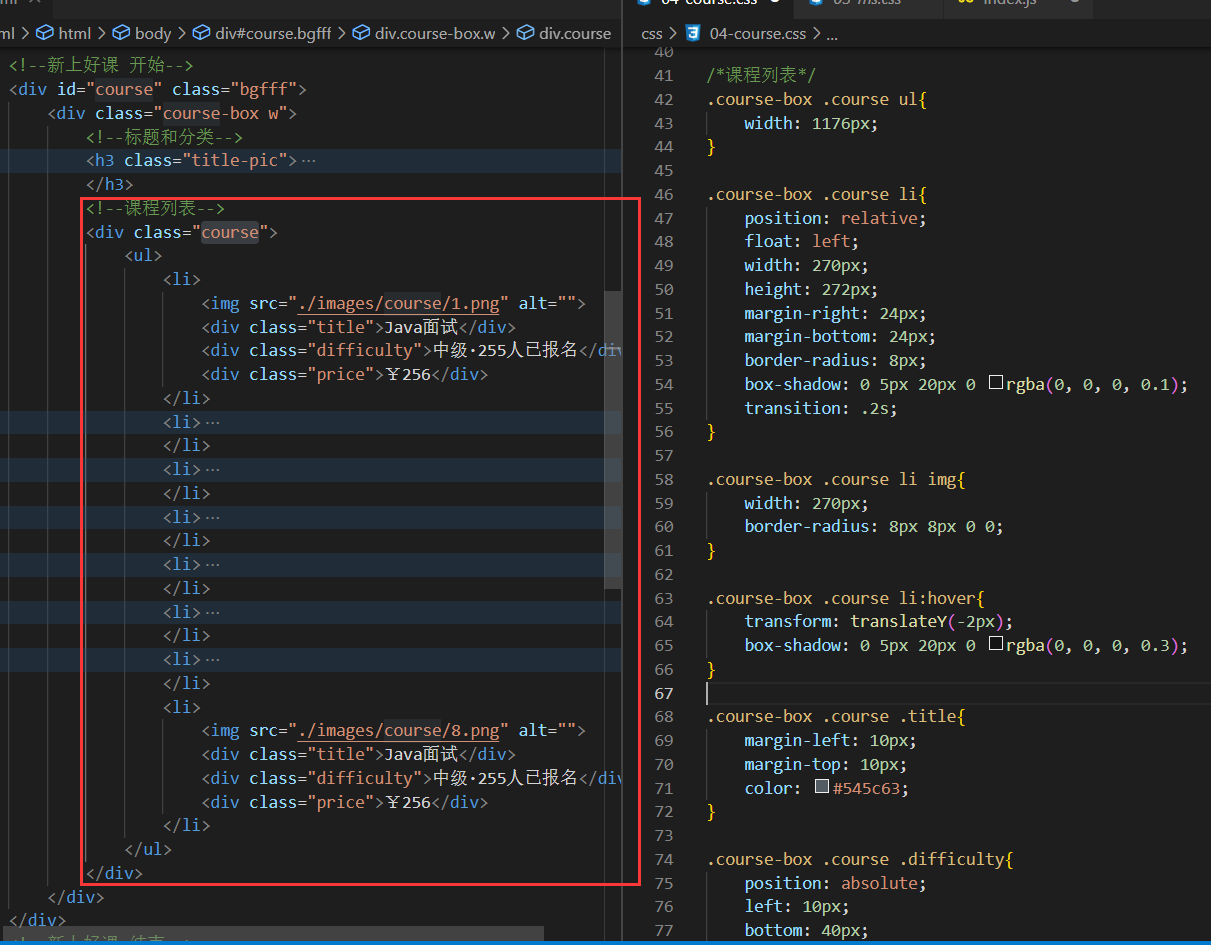 04-course.css
ml > html > body > div#course.bgfff > div.course-box.w > div.course
css > 04-course.css > ...
<!--新上好课 开始-->
<div id="course" class="bgfff">
<div class="course-box w">
<!--标题和分类-->
<h3 class="title-pic">···
</h3>
<!--课程列表-->
<div class="course">
<ul>
<li>
<img src="./images/course/1.png" alt="">
<div class="title">Java面试</div>
<div class="difficulty">中级·255人已报名</div
<div class="price">￥256</div>
</li>
<li>···
</li>
<li>···
</li>
<li>···
</li>
<li>···
</li>
<li>···
</li>
<li>···
</li>
<li>
<img src="./images/course/8.png" alt="">
<div class="title">Java面试</div>
<div class="difficulty">中级·255人已报名</div
<div class="price">￥256</div>
</li>
</ul>
</div>
</div>
</div>
40
41 /*课程列表*/
42 .course-box .course ul{
43 width: 1176px;
44 }
45
46 .course-box .course li{
47 position: relative;
48 float: left;
49 width: 270px;
50 height: 272px;
51 margin-right: 24px;
52 margin-bottom: 24px;
53 border-radius: 8px;
54 box-shadow: 0 5px 20px 0 rgba(0, 0, 0, 0.1);
55 transition: .2s;
56 }
57
58 .course-box .course li img{
59 width: 270px;
60 border-radius: 8px 8px 0 0;
61 }
62
63 .course-box .course li:hover{
64 transform: translateY(-2px);
65 box-shadow: 0 5px 20px 0 rgba(0, 0, 0, 0.3);
66 }
67
68 .course-box .course .title{
69 margin-left: 10px;
70 margin-top: 10px;
71 color: #545c63;
72 }
73
74 .course-box .course .difficulty{
75 position: absolute;
76 left: 10px;
77 bottom: 40px;